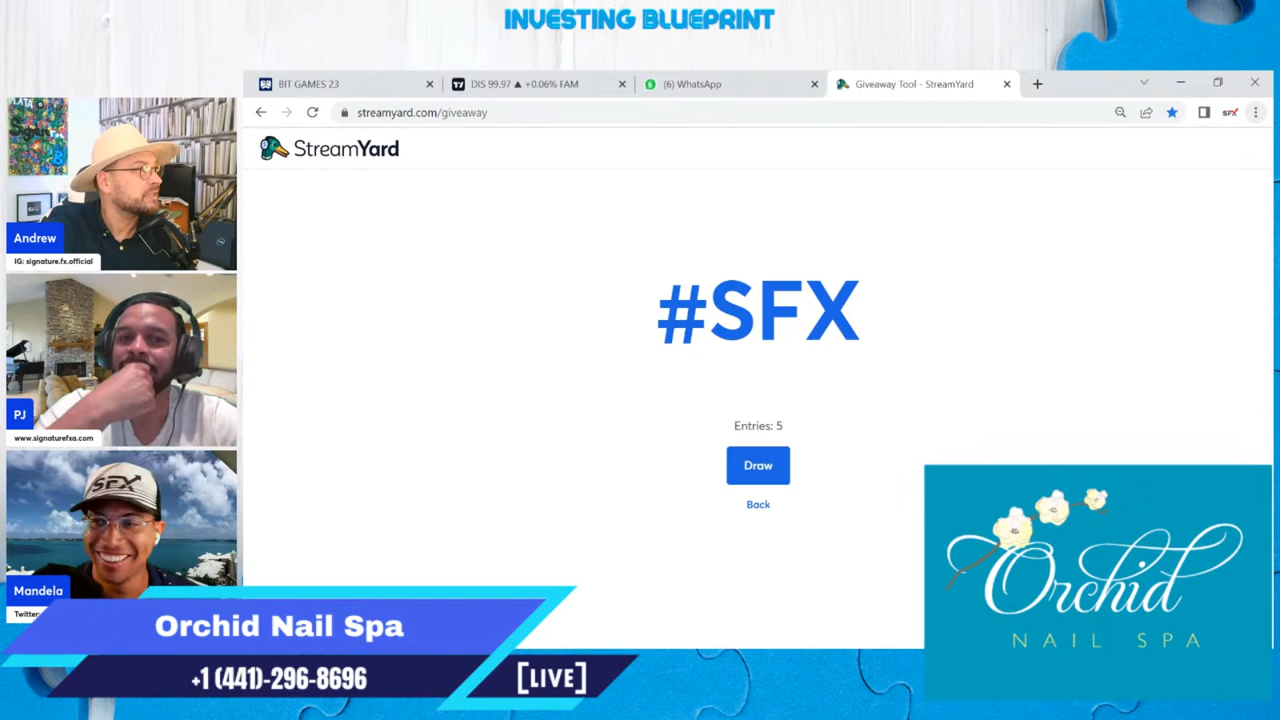 INVESTING BLUEPRINT
BIT GAMES 23
DIS 99.97 ▲ +0.06% FAM
(6) WhatsApp
Giveaway Tool - StreamYard
streamyard.com/giveaway
SFX
StreamYard
Andrew
IG: signature.fx.official
#SFX
PJ
www.signaturefxa.com
Entries: 5
Draw
Back
SFX
Mandela
Twitter:
Orchid
NAIL SPA
Orchid Nail Spa
+1 (441)-296-8696
[LIVE]